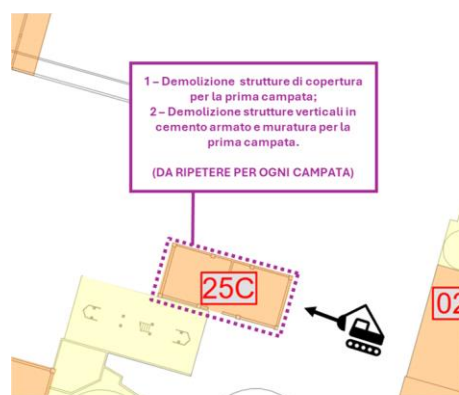 1 – Demolizione strutture di copertura
per la prima campata;
2 – Demolizione strutture verticali in
cemento armato e muratura per la
prima campata.
(DA RIPETERE PER OGNI CAMPATA)
25C
02